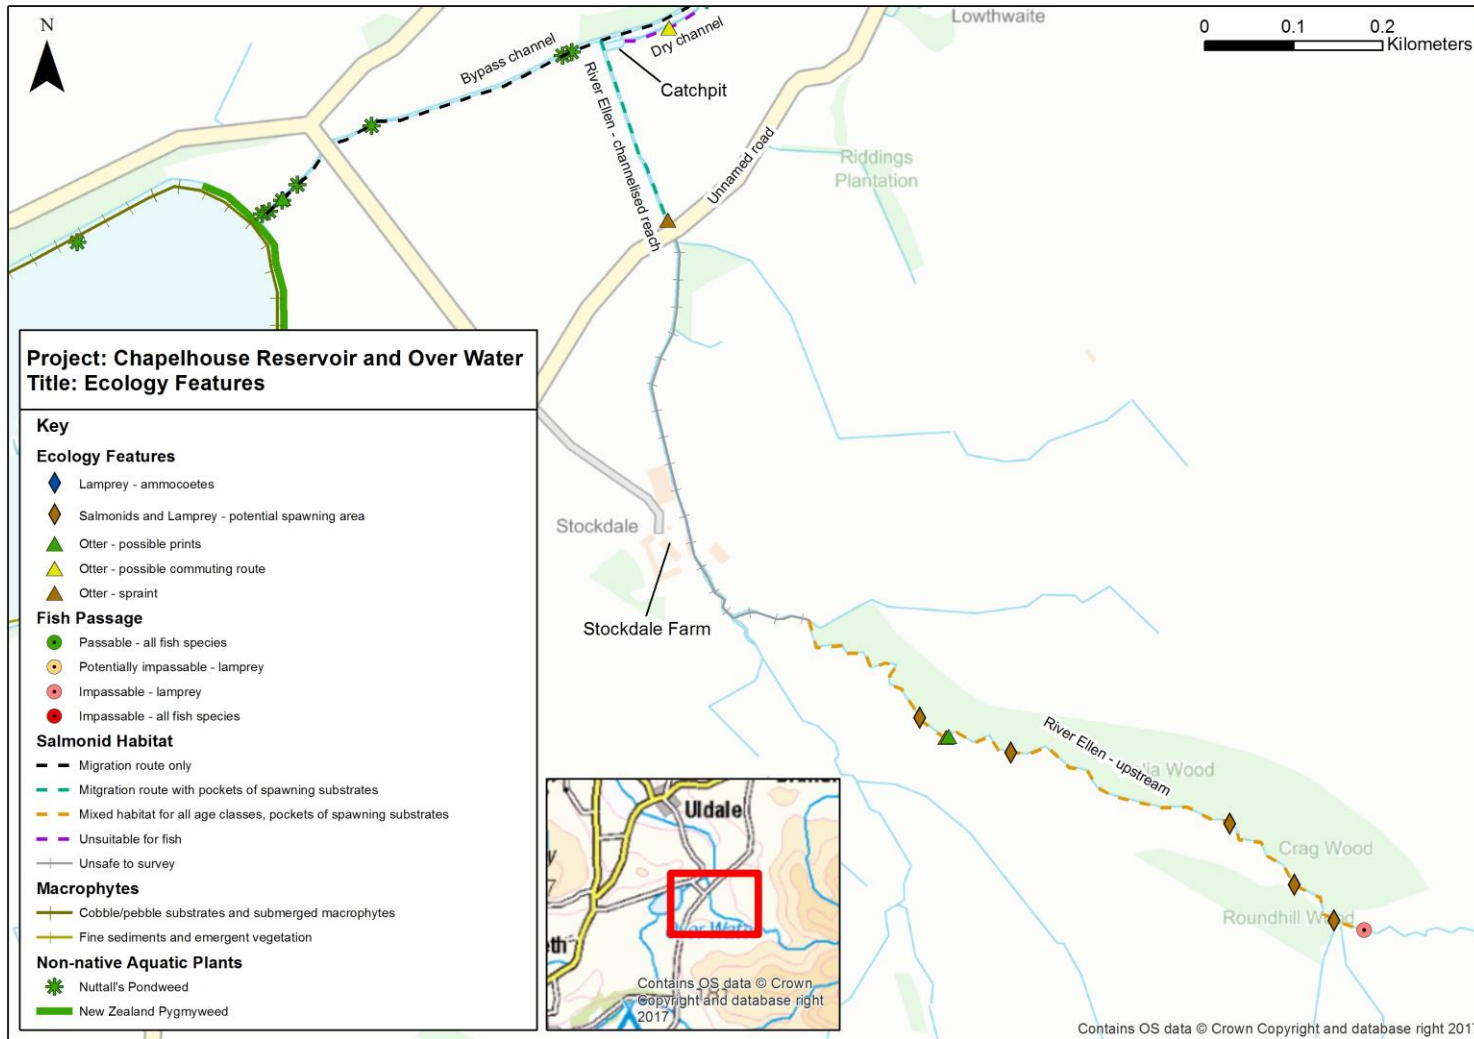 N
Lowthwaite
0 0.1 0.2
Kilometers
Bypass channel
Dry channel
Catchpit
River Ellen - channelised reach
Unnamed road
Riddings
Plantation
Project: Chapelhouse Reservoir and Over Water
Title: Ecology Features
Key
Ecology Features
Lamprey - ammocoetes
Salmonids and Lamprey - potential spawning area
Otter - possible prints
Otter - possible commuting route
Otter - spraint
Fish Passage
Passable - all fish species
Potentially impassable - lamprey
Impassable - lamprey
Impassable - all fish species
Salmonid Habitat
Migration route only
Mitgration route with pockets of spawning substrates
Mixed habitat for all age classes, pockets of spawning substrates
Unsuitable for fish
Unsafe to survey
Macrophytes
Cobble/pebble substrates and submerged macrophytes
Fine sediments and emergent vegetation
Non-native Aquatic Plants
Nuttall's Pondweed
New Zealand Pygmyweed
Stockdale
Stockdale Farm
River Ellen - upstream
Wood
Crag Wood
Roundhill Wood
Uldale
Over Water
Contains OS data © Crown
Copyright and database right
2017
Contains OS data © Crown Copyright and database right 2017